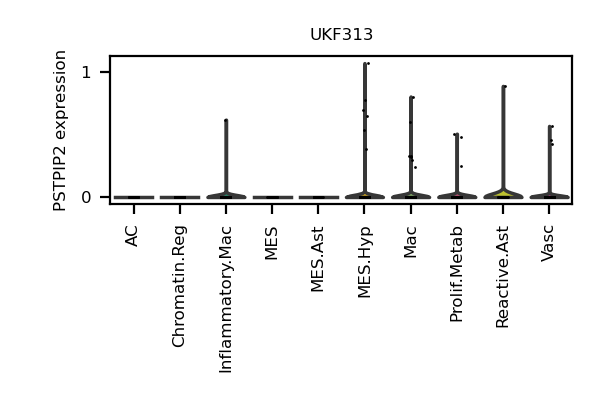 UKF313
PSTPIP2 expression
1
0
AC
Chromatin.Reg
Inflammatory.Mac
MES
MES.Ast
MES.Hyp
Mac
Prolif.Metab
Reactive.Ast
Vasc